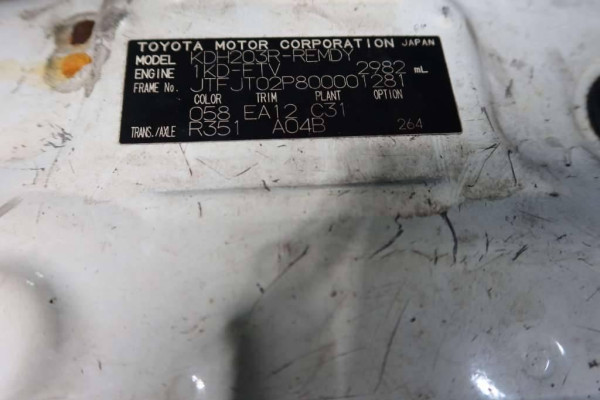 TOYOTA MOTOR CORPORATION JAPAN
MODEL KDH203R-REMDY
ENGINE 1KD-FTV 2982 mL
FRAME No. JTFJT02P80000T281
COLOR TRIM PLANT OPTION
058 EA12 C31
TRANS./AXLE R351 A04B 264